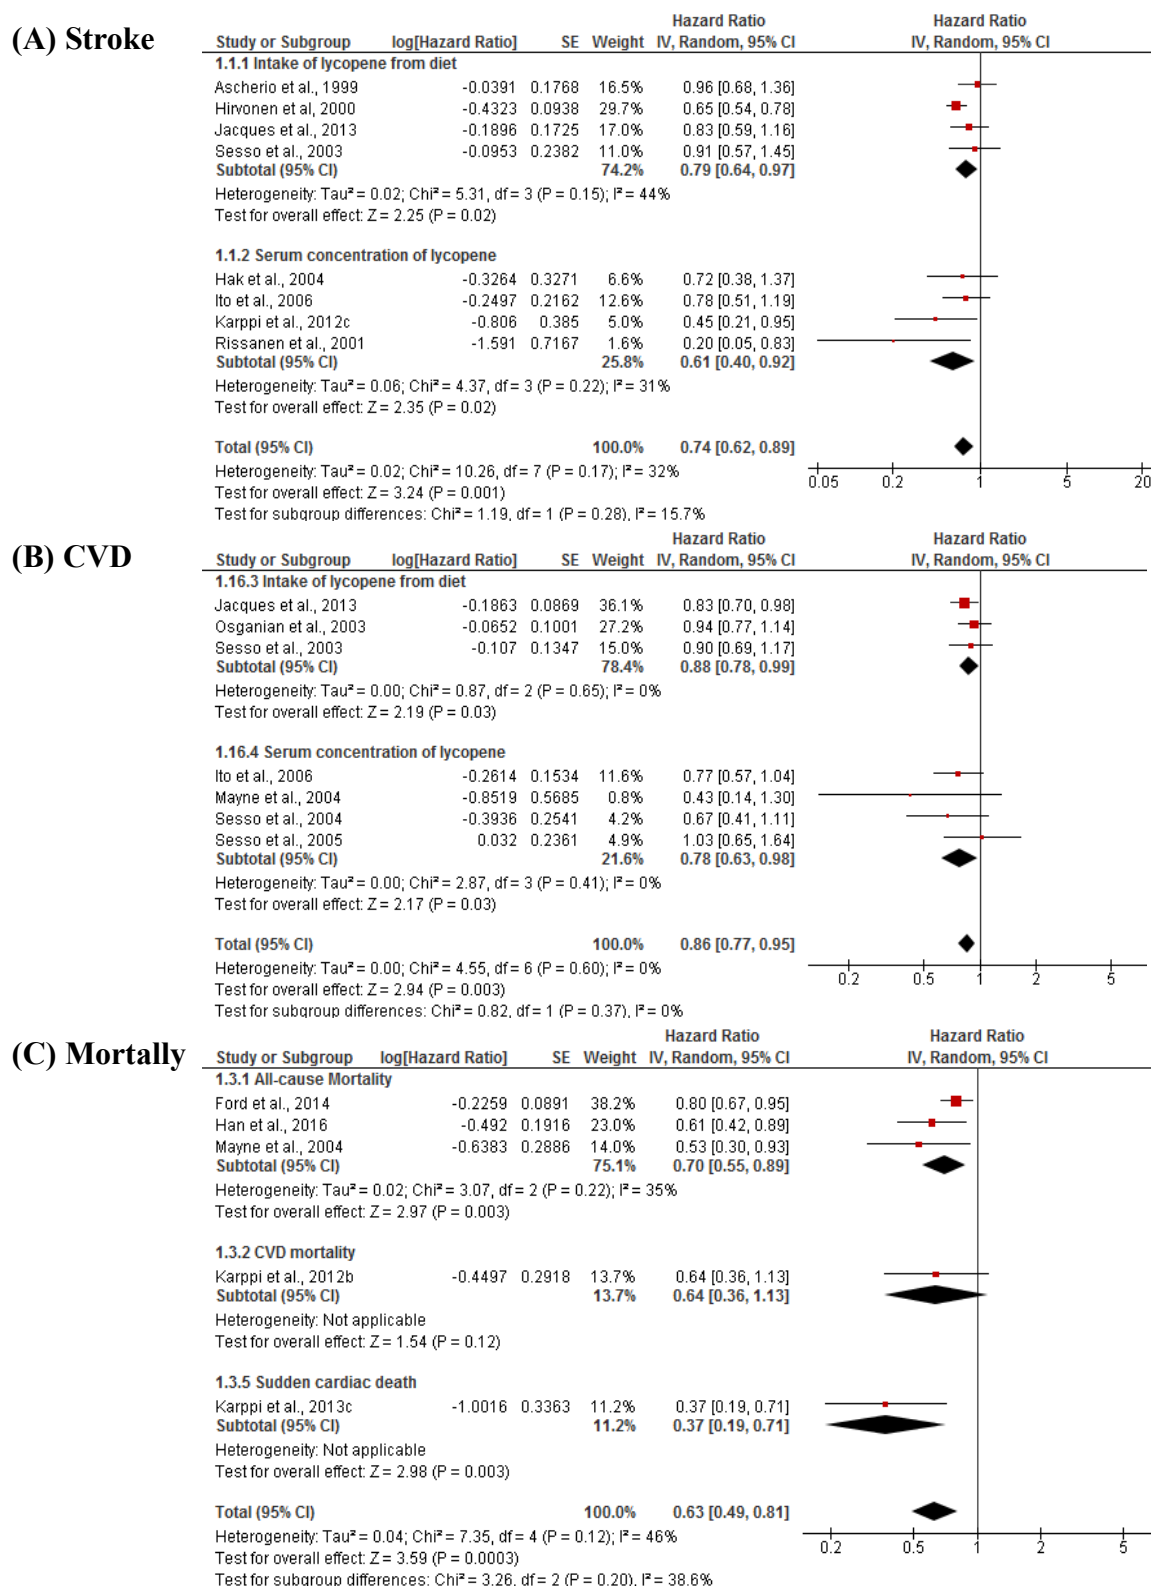 (A) Stroke
Hazard Ratio Hazard Ratio
Study or Subgroup log[Hazard Ratio] SE Weight IV, Random, 95% CI IV, Random, 95% CI
1.1.1 Intake of lycopene from diet
Ascherio et al., 1999 -0.0391 0.1768 16.5% 0.96 [0.68, 1.36]
Hirvonen et al, 2000 -0.4323 0.0938 29.7% 0.65 [0.54, 0.78]
Jacques et al., 2013 -0.1896 0.1725 17.0% 0.83 [0.59, 1.16]
Sesso et al., 2003 -0.0953 0.2382 11.0% 0.91 [0.57, 1.45]
Subtotal (95% CI) 74.2% 0.79 [0.64, 0.97]
Heterogeneity: Tau² = 0.02; Chi² = 5.31, df = 3 (P = 0.15); I² = 44%
Test for overall effect: Z = 2.25 (P = 0.02)
1.1.2 Serum concentration of lycopene
Hak et al., 2004 -0.3264 0.3271 6.6% 0.72 [0.38, 1.37]
Ito et al., 2006 -0.2497 0.2162 12.6% 0.78 [0.51, 1.19]
Karppi et al., 2012c -0.806 0.385 5.0% 0.45 [0.21, 0.95]
Rissanen et al., 2001 -1.591 0.7167 1.6% 0.20 [0.05, 0.83]
Subtotal (95% CI) 25.8% 0.61 [0.40, 0.92]
Heterogeneity: Tau² = 0.06; Chi² = 4.37, df = 3 (P = 0.22); I² = 31%
Test for overall effect: Z = 2.35 (P = 0.02)
Total (95% CI) 100.0% 0.74 [0.62, 0.89]
Heterogeneity: Tau² = 0.02; Chi² = 10.26, df = 7 (P = 0.17); I² = 32%
Test for overall effect: Z = 3.24 (P = 0.001)
Test for subgroup differences: Chi² = 1.19, df = 1 (P = 0.28), I² = 15.7%
0.05 0.2 1 5 20
(B) CVD
Hazard Ratio Hazard Ratio
Study or Subgroup log[Hazard Ratio] SE Weight IV, Random, 95% CI IV, Random, 95% CI
1.16.3 Intake of lycopene from diet
Jacques et al., 2013 -0.1863 0.0869 36.1% 0.83 [0.70, 0.98]
Osganian et al., 2003 -0.0652 0.1001 27.2% 0.94 [0.77, 1.14]
Sesso et al., 2003 -0.107 0.1347 15.0% 0.90 [0.69, 1.17]
Subtotal (95% CI) 78.4% 0.88 [0.78, 0.99]
Heterogeneity: Tau² = 0.00; Chi² = 0.87, df = 2 (P = 0.65); I² = 0%
Test for overall effect: Z = 2.19 (P = 0.03)
1.16.4 Serum concentration of lycopene
Ito et al., 2006 -0.2614 0.1534 11.6% 0.77 [0.57, 1.04]
Mayne et al., 2004 -0.8519 0.5685 0.8% 0.43 [0.14, 1.30]
Sesso et al., 2004 -0.3936 0.2541 4.2% 0.67 [0.41, 1.11]
Sesso et al., 2005 0.032 0.2361 4.9% 1.03 [0.65, 1.64]
Subtotal (95% CI) 21.6% 0.78 [0.63, 0.98]
Heterogeneity: Tau² = 0.00; Chi² = 2.87, df = 3 (P = 0.41); I² = 0%
Test for overall effect: Z = 2.17 (P = 0.03)
Total (95% CI) 100.0% 0.86 [0.77, 0.95]
Heterogeneity: Tau² = 0.00; Chi² = 4.55, df = 6 (P = 0.60); I² = 0%
Test for overall effect: Z = 2.94 (P = 0.003)
Test for subgroup differences: Chi² = 0.82, df = 1 (P = 0.37), I² = 0%
0.2 0.5 1 2 5
(C) Mortally
Hazard Ratio Hazard Ratio
Study or Subgroup log[Hazard Ratio] SE Weight IV, Random, 95% CI IV, Random, 95% CI
1.3.1 All-cause Mortality
Ford et al., 2014 -0.2259 0.0891 38.2% 0.80 [0.67, 0.95]
Han et al., 2016 -0.492 0.1916 23.0% 0.61 [0.42, 0.89]
Mayne et al., 2004 -0.6383 0.2886 14.0% 0.53 [0.30, 0.93]
Subtotal (95% CI) 75.1% 0.70 [0.55, 0.89]
Heterogeneity: Tau² = 0.02; Chi² = 3.07, df = 2 (P = 0.22); I² = 35%
Test for overall effect: Z = 2.97 (P = 0.003)
1.3.2 CVD mortality
Karppi et al., 2012b -0.4497 0.2918 13.7% 0.64 [0.36, 1.13]
Subtotal (95% CI) 13.7% 0.64 [0.36, 1.13]
Heterogeneity: Not applicable
Test for overall effect: Z = 1.54 (P = 0.12)
1.3.5 Sudden cardiac death
Karppi et al., 2013c -1.0016 0.3363 11.2% 0.37 [0.19, 0.71]
Subtotal (95% CI) 11.2% 0.37 [0.19, 0.71]
Heterogeneity: Not applicable
Test for overall effect: Z = 2.98 (P = 0.003)
Total (95% CI) 100.0% 0.63 [0.49, 0.81]
Heterogeneity: Tau² = 0.04; Chi² = 7.35, df = 4 (P = 0.12); I² = 46%
Test for overall effect: Z = 3.59 (P = 0.0003)
Test for subgroup differences: Chi² = 3.26, df = 2 (P = 0.20), I² = 38.6%
0.2 0.5 1 2 5